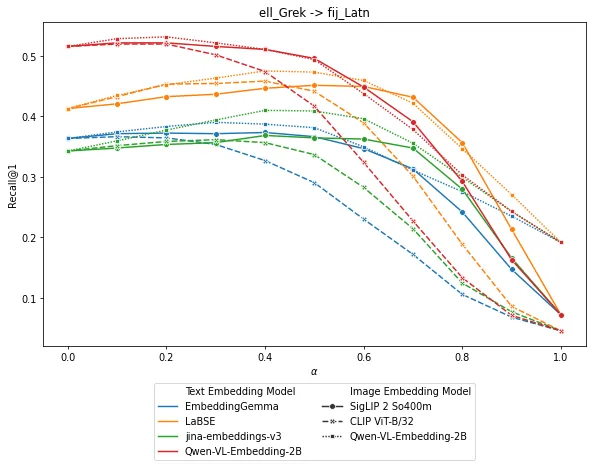 ell_Grek -> fij_Latn
Recall@1
0.5
0.4
0.3
0.2
0.1
0.0 0.2 0.4 0.6 0.8 1.0
α
Text Embedding Model Image Embedding Model
EmbeddingGemma SigLIP 2 So400m
LaBSE CLIP ViT-B/32
jina-embeddings-v3 Qwen-VL-Embedding-2B
Qwen-VL-Embedding-2B